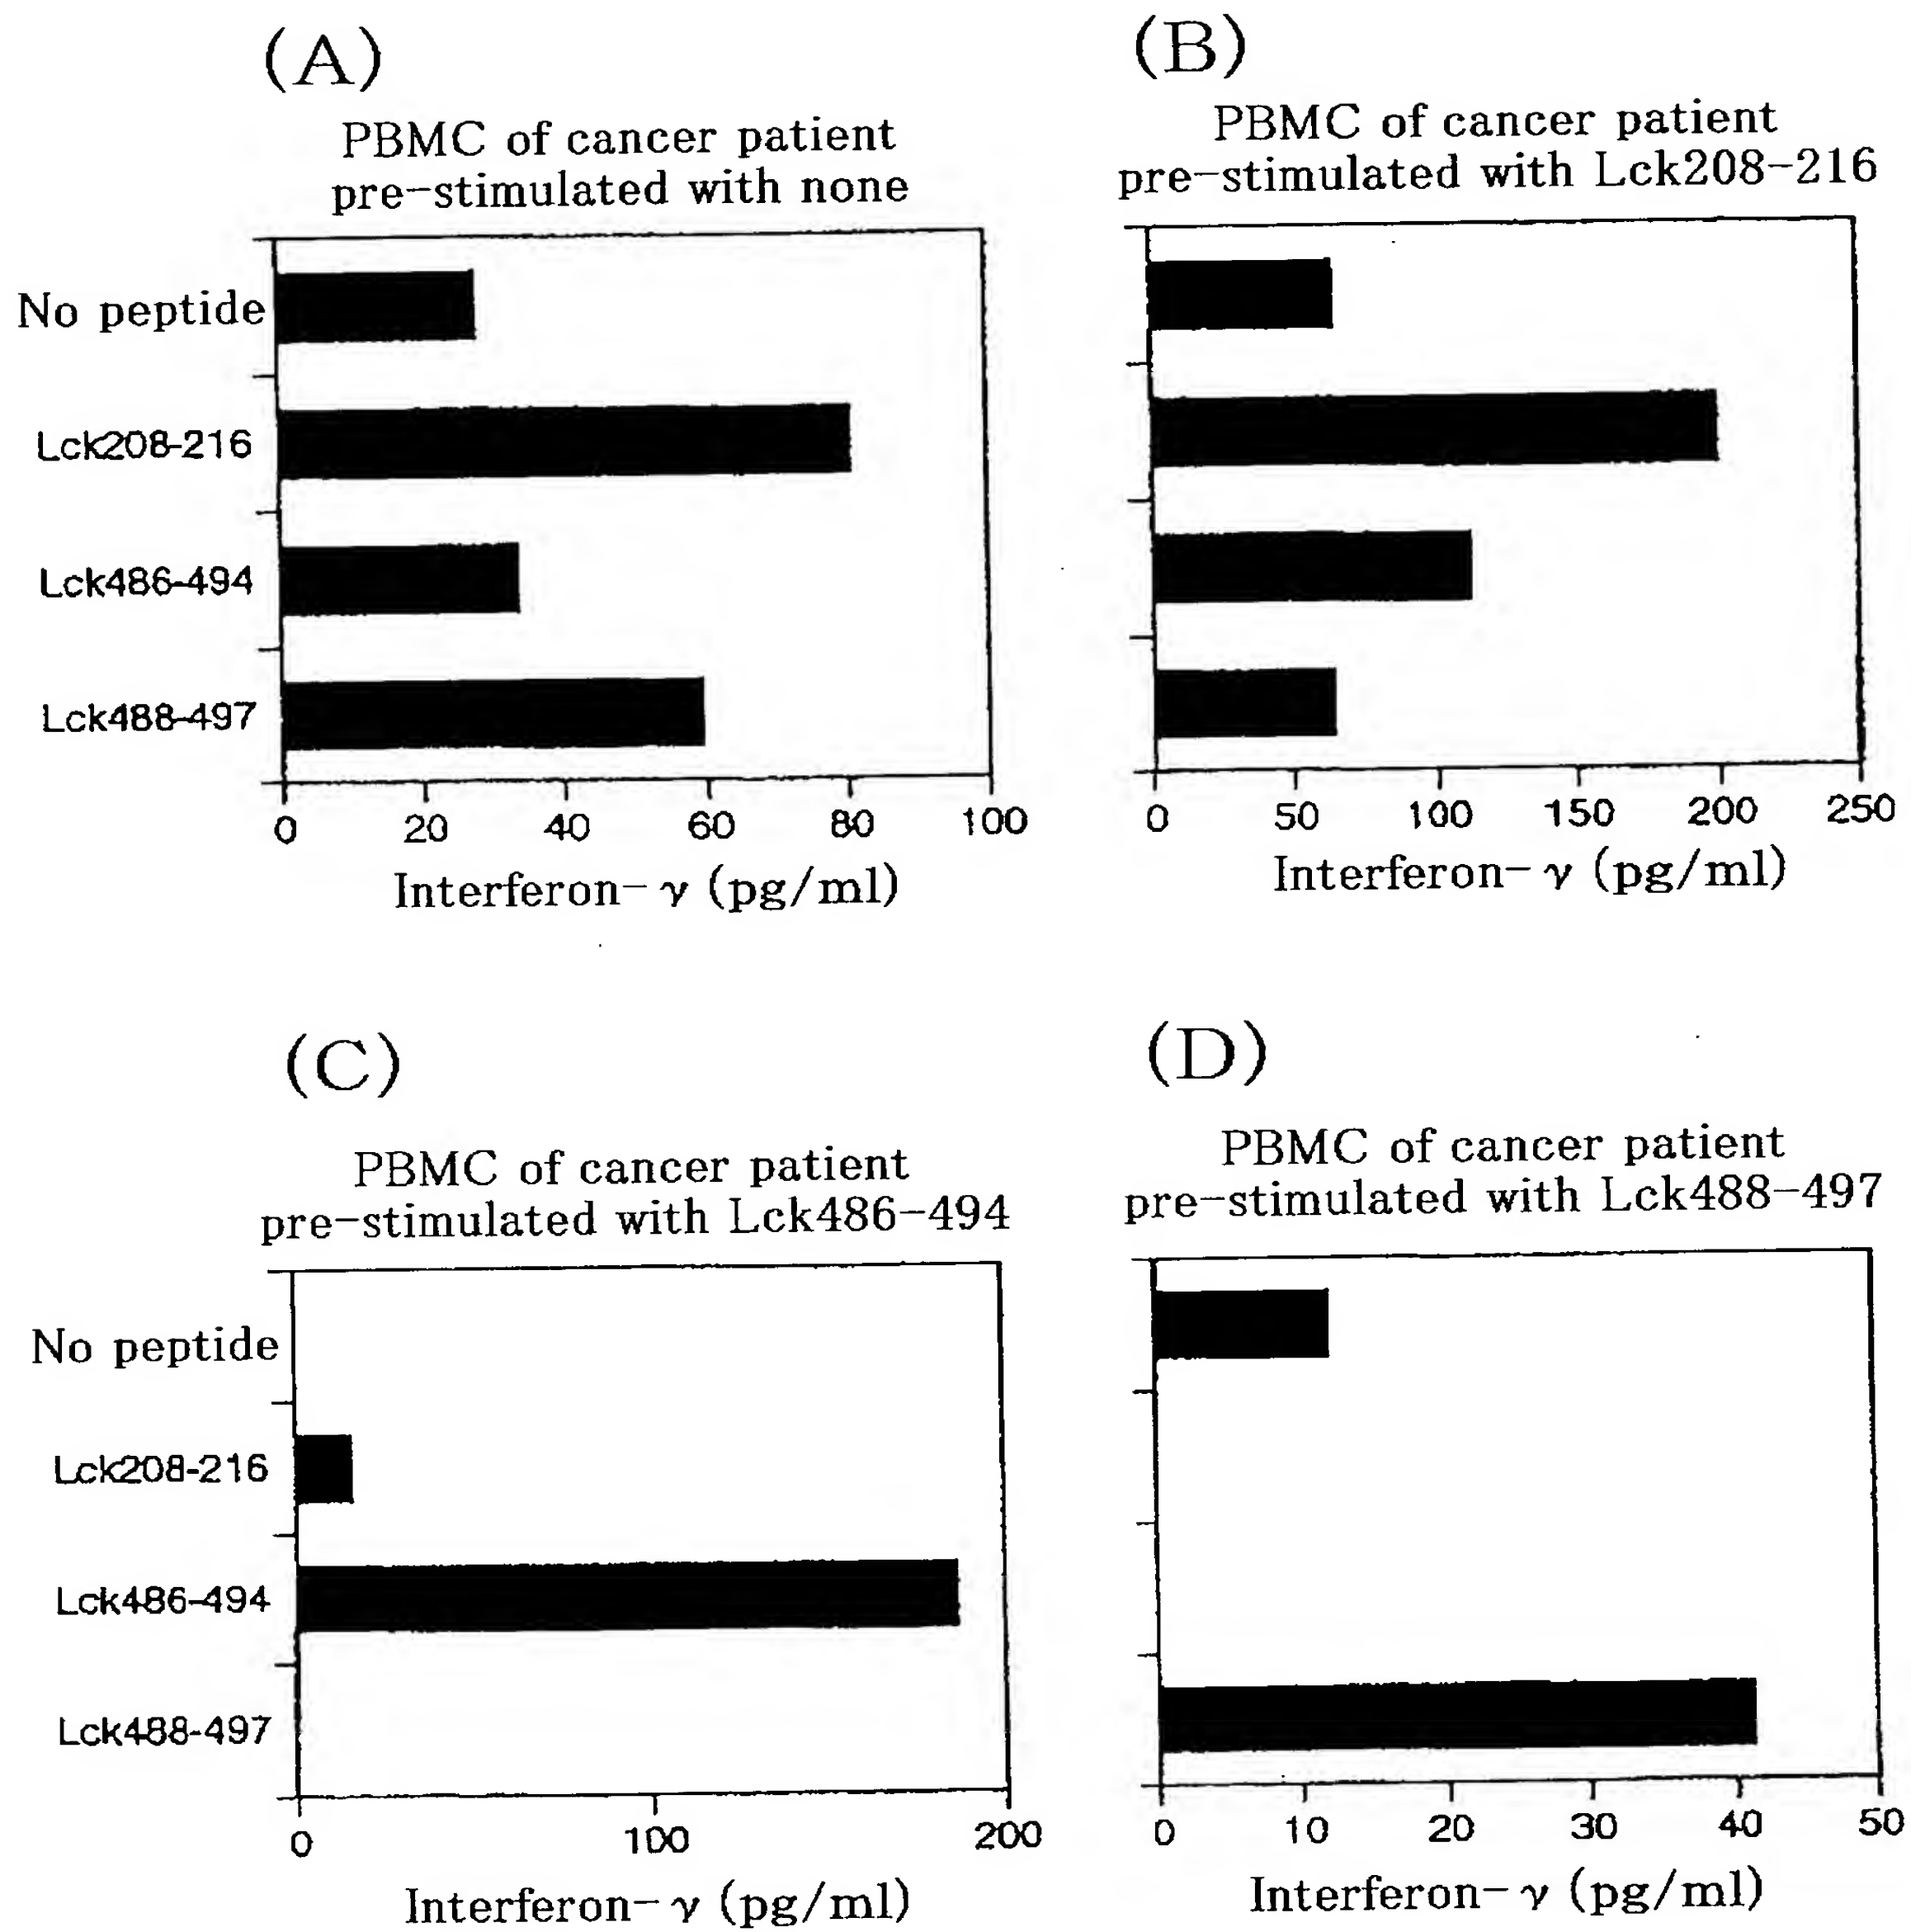 (A)
PBMC of cancer patient
pre-stimulated with none
No peptide
Lck208-216
Lck486-494
Lck488-497
0 20 40 60 80 100
Interferon-γ (pg/ml)
(B)
PBMC of cancer patient
pre-stimulated with Lck208-216
0 50 100 150 200 250
Interferon-γ (pg/ml)
(C)
PBMC of cancer patient
pre-stimulated with Lck486-494
No peptide
Lck208-216
Lck486-494
Lck488-497
0 100 200
Interferon-γ (pg/ml)
(D)
PBMC of cancer patient
pre-stimulated with Lck488-497
0 10 20 30 40 50
Interferon-γ (pg/ml)